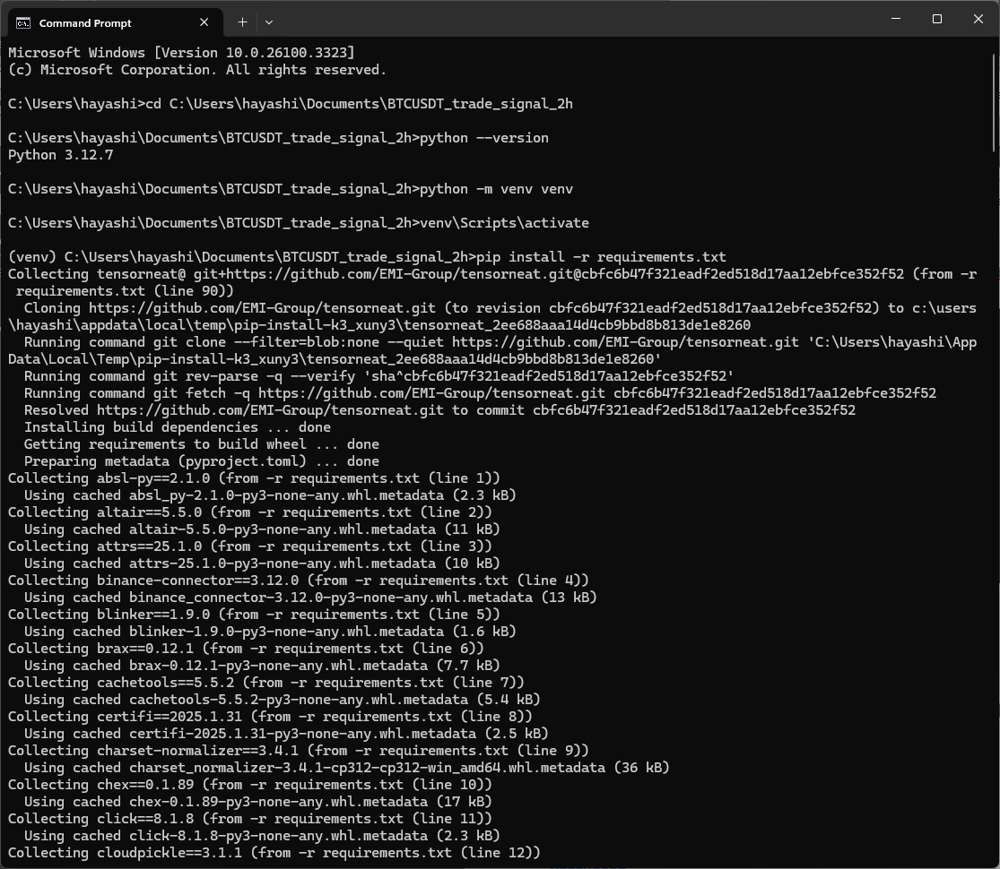 Command Prompt
Microsoft Windows [Version 10.0.26100.3323]
(c) Microsoft Corporation. All rights reserved.
C:\Users\hayashi>cd C:\Users\hayashi\Documents\BTCUSDT_trade_signal_2h
C:\Users\hayashi\Documents\BTCUSDT_trade_signal_2h>python --version
Python 3.12.7
C:\Users\hayashi\Documents\BTCUSDT_trade_signal_2h>python -m venv venv
C:\Users\hayashi\Documents\BTCUSDT_trade_signal_2h>venv\Scripts\activate
(venv) C:\Users\hayashi\Documents\BTCUSDT_trade_signal_2h>pip install -r requirements.txt
Collecting tensorneat@ git+https://github.com/EMI-Group/tensorneat.git@cbfc6b47f321eadf2ed518d17aa12ebfce352f52 (from -r
 requirements.txt (line 90))
  Cloning https://github.com/EMI-Group/tensorneat.git (to revision cbfc6b47f321eadf2ed518d17aa12ebfce352f52) to c:\users
\hayashi\appdata\local\temp\pip-install-k3_xuny3\tensorneat_2ee688aaa14d4cb9bbd8b813de1e8260
  Running command git clone --filter=blob:none --quiet https://github.com/EMI-Group/tensorneat.git 'C:\Users\hayashi\App
Data\Local\Temp\pip-install-k3_xuny3\tensorneat_2ee688aaa14d4cb9bbd8b813de1e8260'
  Running command git rev-parse -q --verify 'sha^cbfc6b47f321eadf2ed518d17aa12ebfce352f52'
  Running command git fetch -q https://github.com/EMI-Group/tensorneat.git cbfc6b47f321eadf2ed518d17aa12ebfce352f52
  Resolved https://github.com/EMI-Group/tensorneat.git to commit cbfc6b47f321eadf2ed518d17aa12ebfce352f52
  Installing build dependencies ... done
  Getting requirements to build wheel ... done
  Preparing metadata (pyproject.toml) ... done
Collecting absl-py==2.1.0 (from -r requirements.txt (line 1))
  Using cached absl_py-2.1.0-py3-none-any.whl.metadata (2.3 kB)
Collecting altair==5.5.0 (from -r requirements.txt (line 2))
  Using cached altair-5.5.0-py3-none-any.whl.metadata (11 kB)
Collecting attrs==25.1.0 (from -r requirements.txt (line 3))
  Using cached attrs-25.1.0-py3-none-any.whl.metadata (10 kB)
Collecting binance-connector==3.12.0 (from -r requirements.txt (line 4))
  Using cached binance_connector-3.12.0-py3-none-any.whl.metadata (13 kB)
Collecting blinker==1.9.0 (from -r requirements.txt (line 5))
  Using cached blinker-1.9.0-py3-none-any.whl.metadata (1.6 kB)
Collecting brax==0.12.1 (from -r requirements.txt (line 6))
  Using cached brax-0.12.1-py3-none-any.whl.metadata (7.7 kB)
Collecting cachetools==5.5.2 (from -r requirements.txt (line 7))
  Using cached cachetools-5.5.2-py3-none-any.whl.metadata (5.4 kB)
Collecting certifi==2025.1.31 (from -r requirements.txt (line 8))
  Using cached certifi-2025.1.31-py3-none-any.whl.metadata (2.5 kB)
Collecting charset-normalizer==3.4.1 (from -r requirements.txt (line 9))
  Using cached charset_normalizer-3.4.1-cp312-cp312-win_amd64.whl.metadata (36 kB)
Collecting chex==0.1.89 (from -r requirements.txt (line 10))
  Using cached chex-0.1.89-py3-none-any.whl.metadata (17 kB)
Collecting click==8.1.8 (from -r requirements.txt (line 11))
  Using cached click-8.1.8-py3-none-any.whl.metadata (2.3 kB)
Collecting cloudpickle==3.1.1 (from -r requirements.txt (line 12))